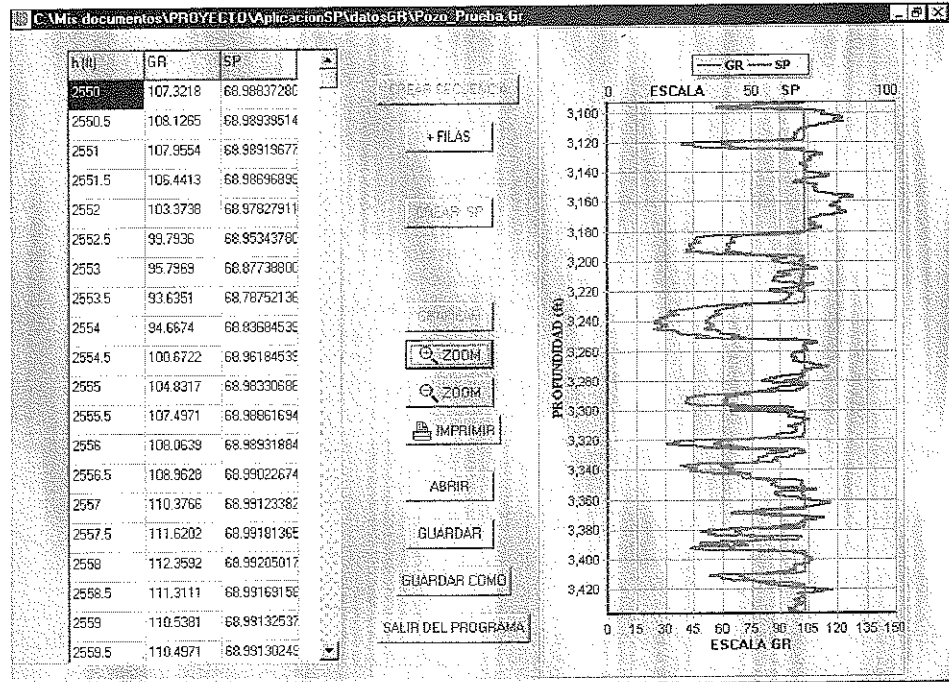 C:\Mis documentos\PROYECTO\AplicacionSP\datosGR\Pozo_Prueba.Gr
h (ft) GR SP
2550 107.3218 68.98837280
2550.5 108.1265 68.98939514
2551 107.9554 68.98919677
2551.5 106.4413 68.98696899
2552 103.3738 68.97827911
2552.5 99.7936 68.95343780
2553 95.7969 68.87738800
2553.5 93.6351 68.78752136
2554 94.6674 68.83684539
2554.5 100.6722 68.96184539
2555 104.8317 68.98330688
2555.5 107.4971 68.98861694
2556 108.0639 68.98931884
2556.5 108.9628 68.99022674
2557 110.3766 68.99123382
2557.5 111.6202 68.99181365
2558 112.3592 68.99205017
2558.5 111.3111 68.99169158
2559 110.5381 68.99132537
2559.5 110.4971 68.99130249
CREAR SECUENCIA
+ FILAS
CREAR SP
GRAFICAR
ZOOM
ZOOM
IMPRIMIR
ABRIR
GUARDAR
GUARDAR COMO
SALIR DEL PROGRAMA
GR SP
0 ESCALA 50 SP 100
PROFUNDIDAD (ft)
3,100
3,120
3,140
3,160
3,180
3,200
3,220
3,240
3,260
3,280
3,300
3,320
3,340
3,360
3,380
3,400
3,420
0 15 30 45 60 75 90 105 120 135 150
ESCALA GR